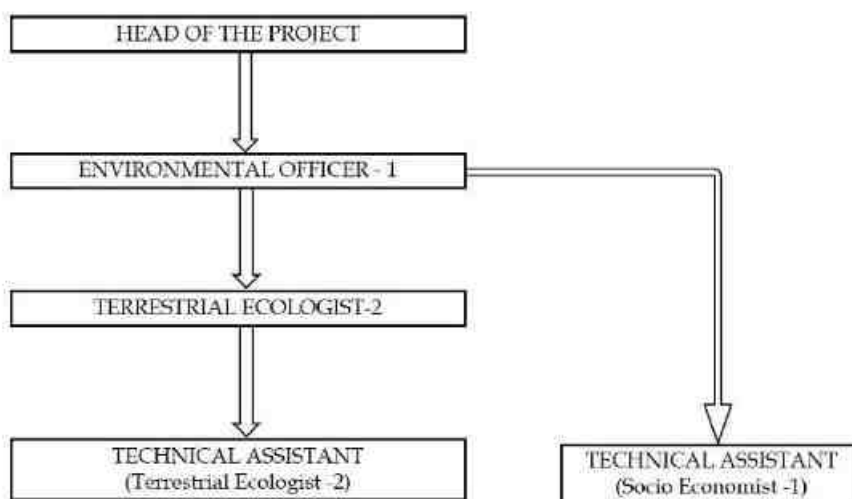 HEAD OF THE PROJECT
ENVIRONMENTAL OFFICER - 1
TERRESTRIAL ECOLOGIST-2
TECHNICAL ASSISTANT
(Terrestrial Ecologist -2)
TECHNICAL ASSISTANT
(Socio Economist -1)